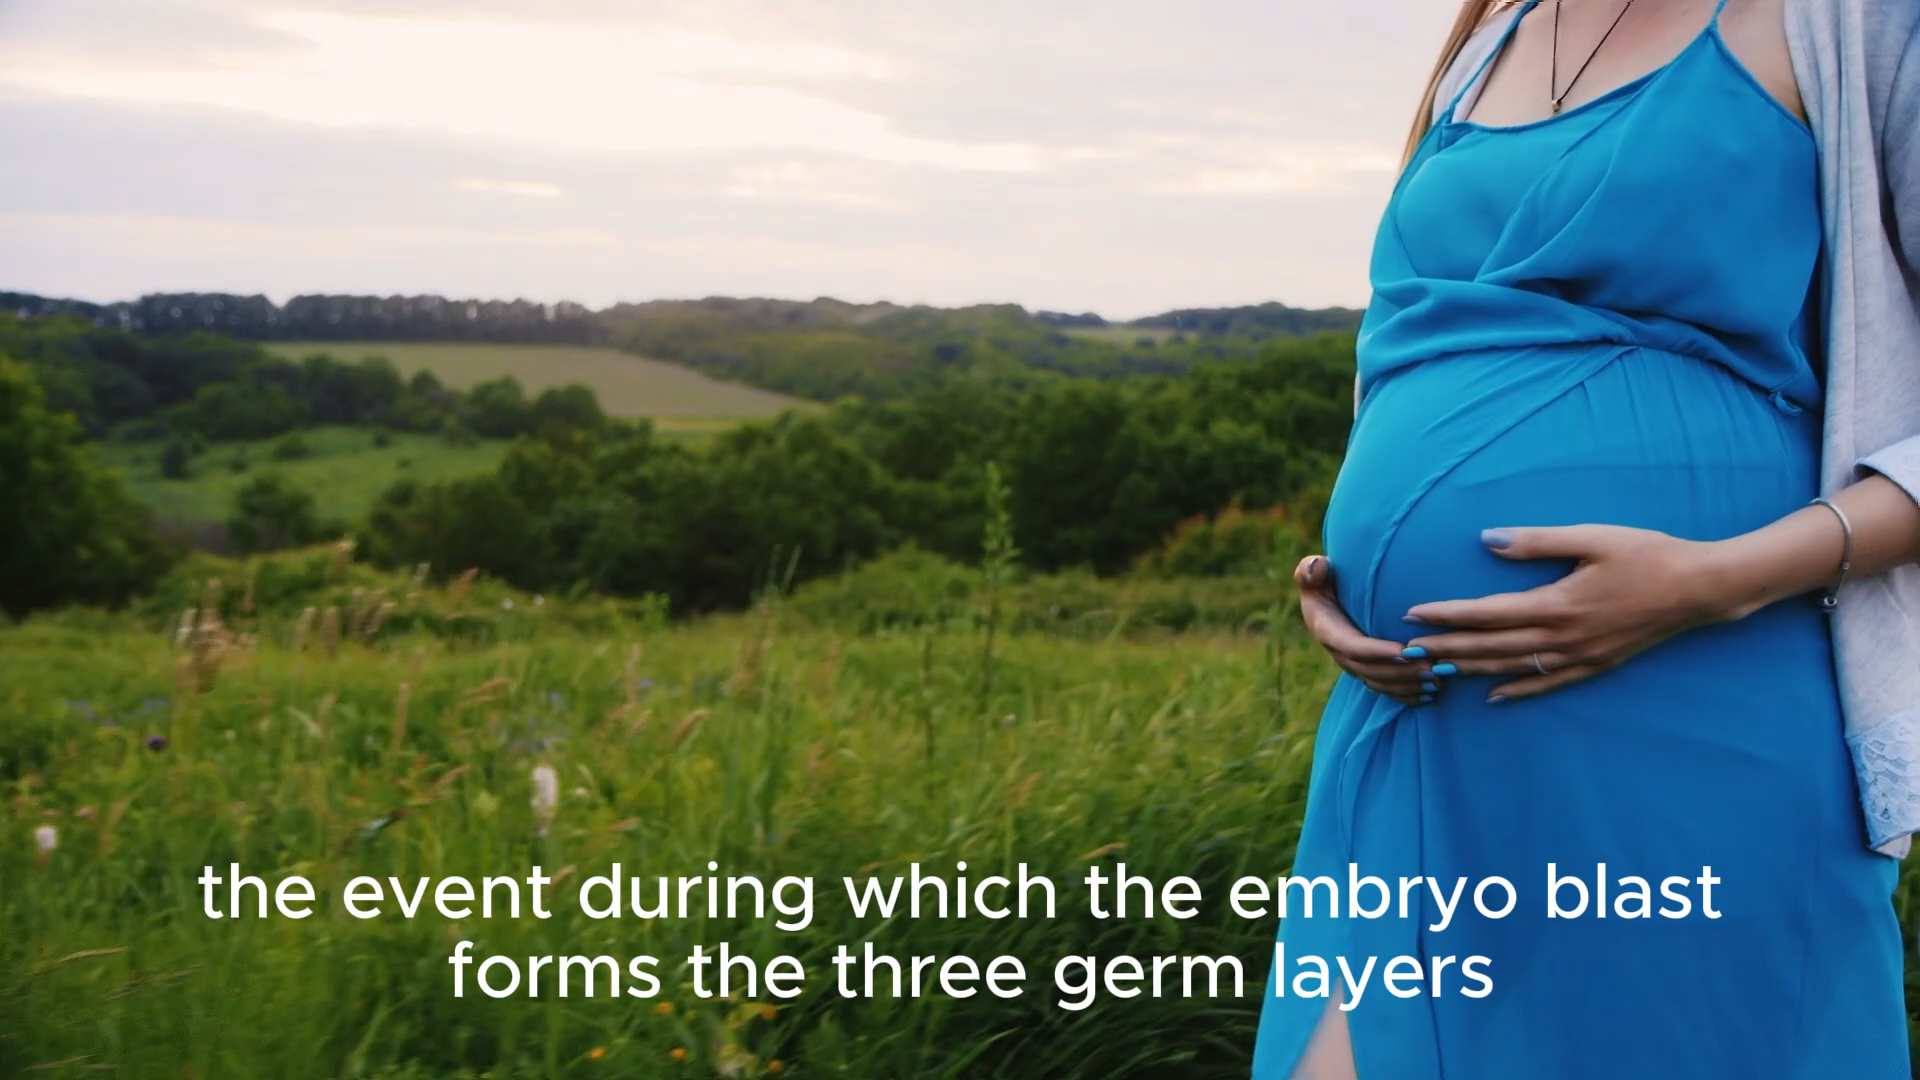 the event during which the embryo blast
forms the three germ layers